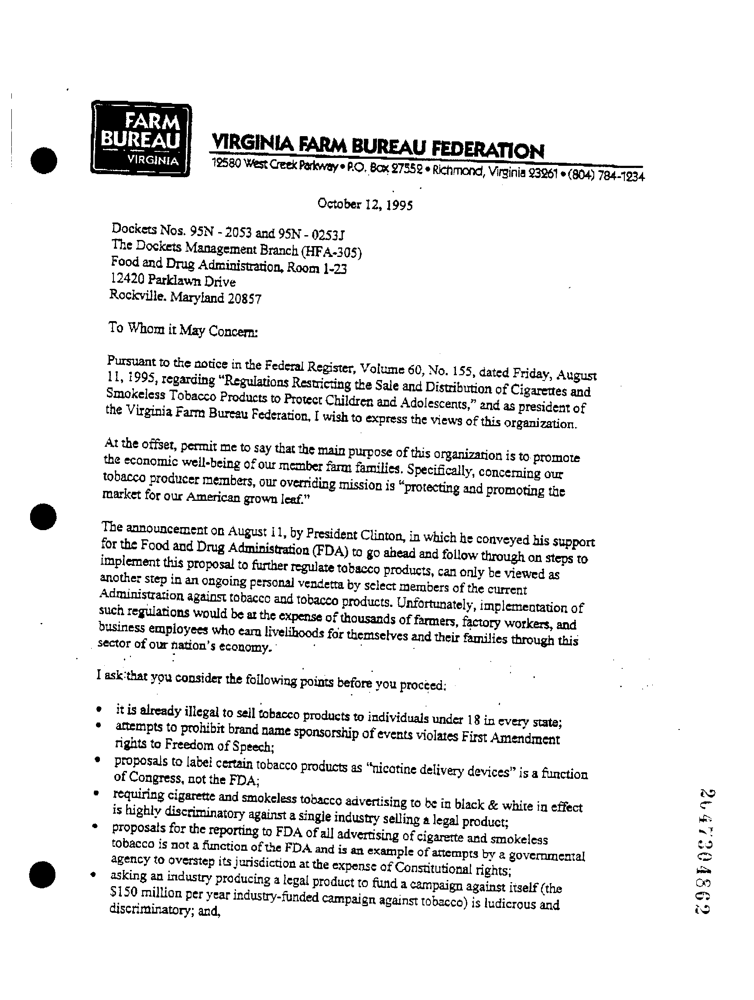 FARM
BUREAU
VIRGINIA
VIRGINIA FARM BUREAU FEDERATION
12580 West Creek Parkway • P.O. Box 27552 • Richmond, Virginia 23261 • (804) 784-1234
October 12, 1995
Dockets Nos. 95N - 2053 and 95N - 0253J
The Dockets Management Branch (HFA-305)
Food and Drug Administration, Room 1-23
12420 Parklawn Drive
Rockville. Maryland 20857
To Whom it May Concern:
Pursuant to the notice in the Federal Register, Volume 60, No. 155, dated Friday, August
11, 1995, regarding “Regulations Restricting the Sale and Distribution of Cigarettes and
Smokeless Tobacco Products to Protect Children and Adolescents,” and as president of
the Virginia Farm Bureau Federation, I wish to express the views of this organization.
At the offset, permit me to say that the main purpose of this organization is to promote
the economic well-being of our member farm families. Specifically, concerning our
tobacco producer members, our overriding mission is “protecting and promoting the
market for our American grown leaf.”
The announcement on August 11, by President Clinton, in which he conveyed his support
for the Food and Drug Administration (FDA) to go ahead and follow through on steps to
implement this proposal to further regulate tobacco products, can only be viewed as
another step in an ongoing personal vendetta by select members of the current
Administration against tobacco and tobacco products. Unfortunately, implementation of
such regulations would be at the expense of thousands of farmers, factory workers, and
business employees who earn livelihoods for themselves and their families through this
sector of our nation's economy.
I ask that you consider the following points before you proceed:
• it is already illegal to sell tobacco products to individuals under 18 in every state;
• attempts to prohibit brand name sponsorship of events violates First Amendment
rights to Freedom of Speech;
• proposals to label certain tobacco products as “nicotine delivery devices” is a function
of Congress, not the FDA;
• requiring cigarette and smokeless tobacco advertising to be in black & white in effect
is highly discriminatory against a single industry selling a legal product;
• proposals for the reporting to FDA of all advertising of cigarette and smokeless
tobacco is not a function of the FDA and is an example of attempts by a governmental
agency to overstep its jurisdiction at the expense of Constitutional rights;
• asking an industry producing a legal product to fund a campaign against itself (the
$150 million per year industry-funded campaign against tobacco) is ludicrous and
discriminatory; and,
2047304862